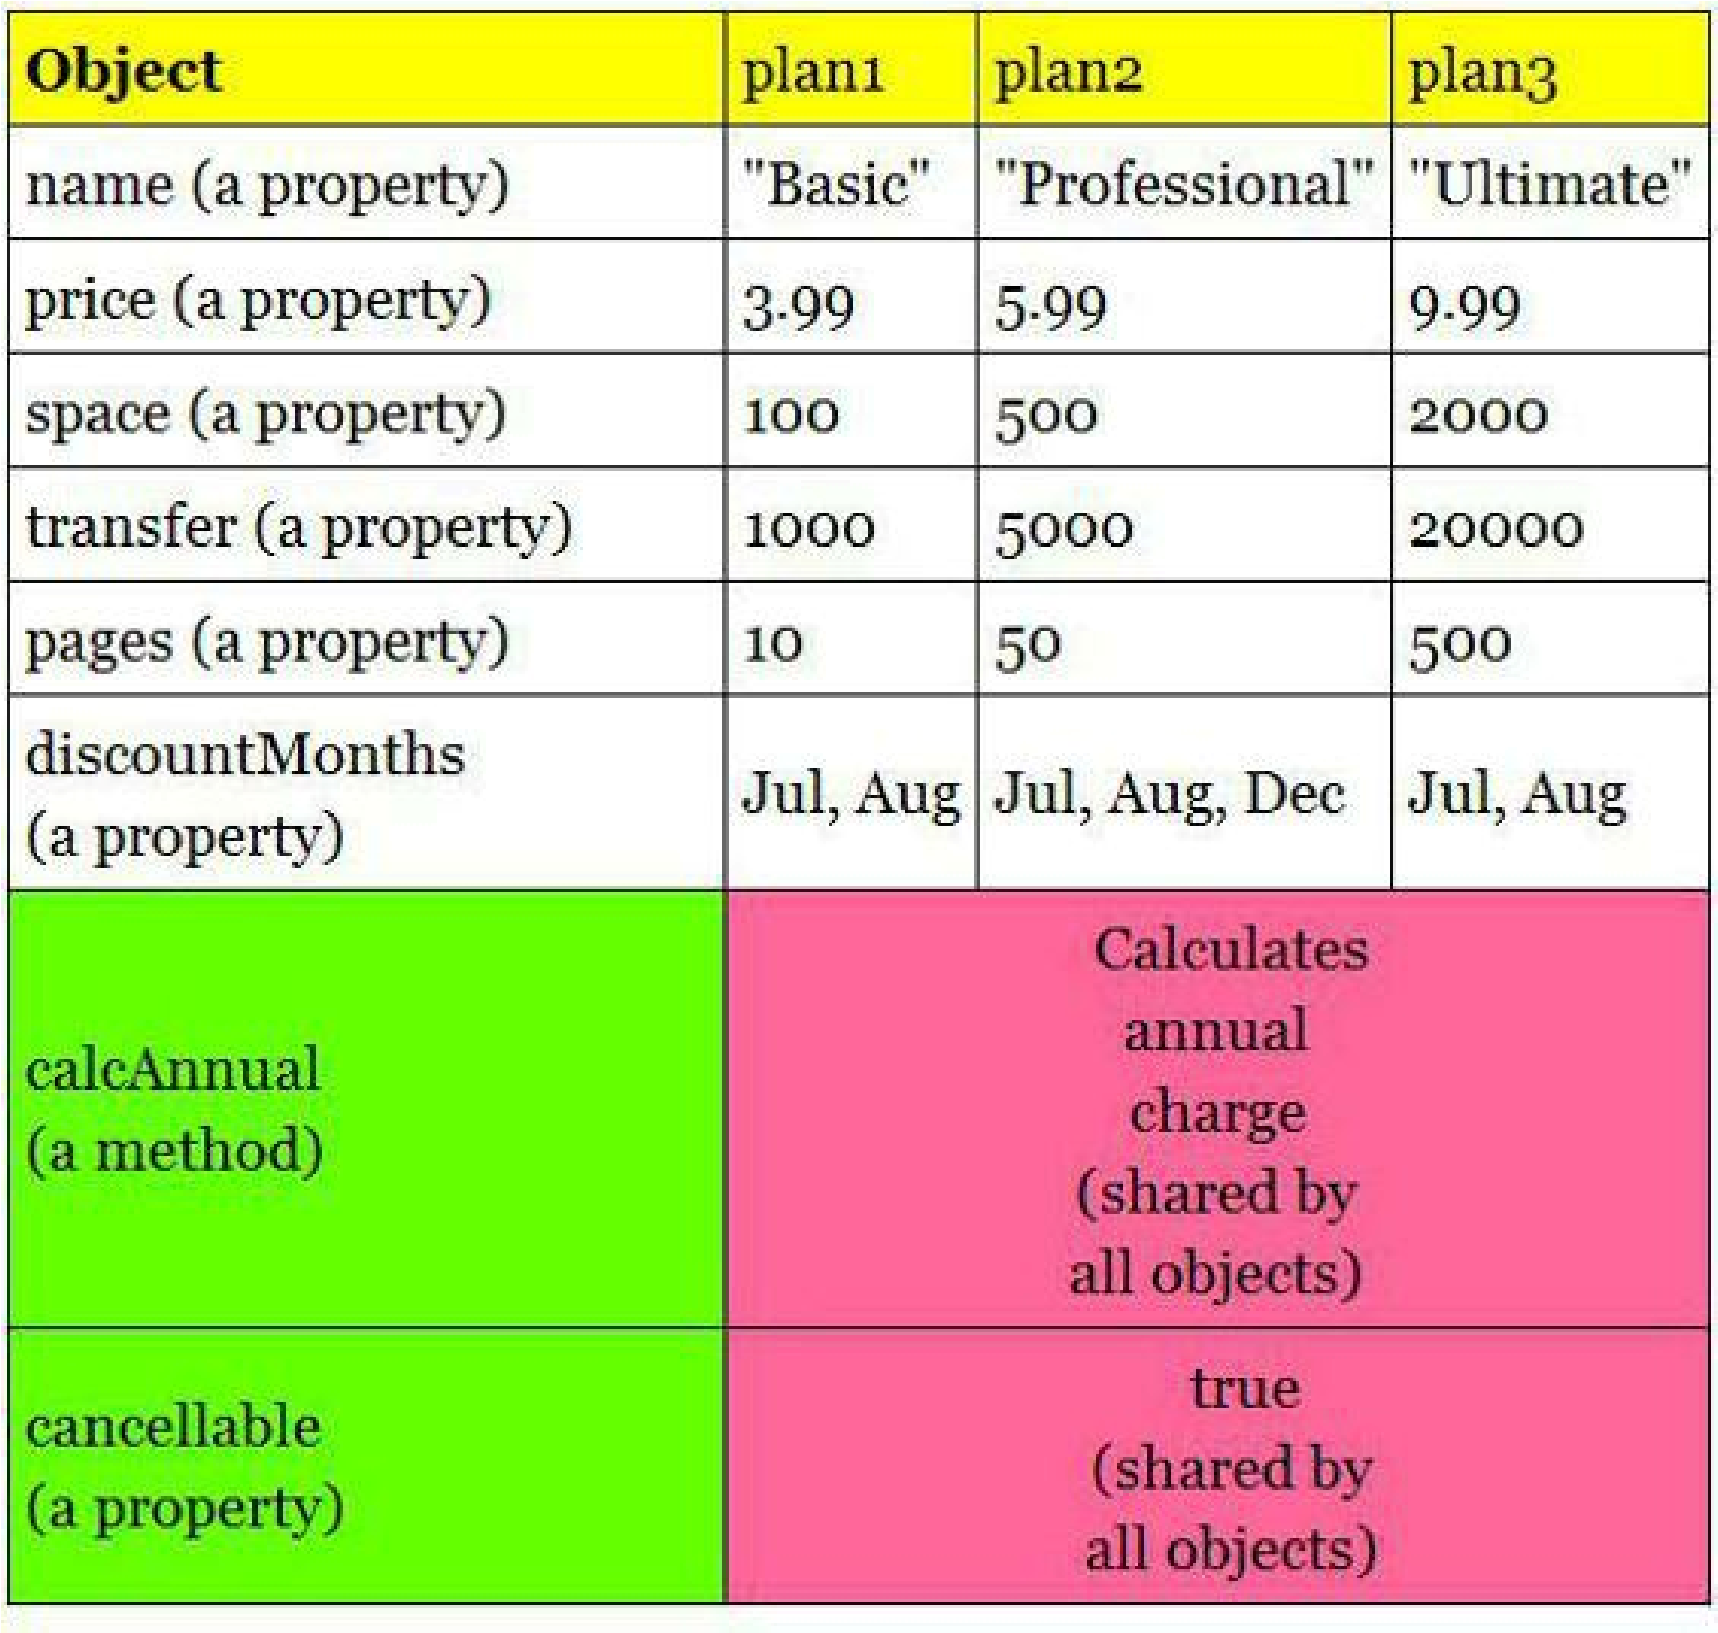 Object plan1 plan2 plan3
name (a property) "Basic" "Professional" "Ultimate"
price (a property) 3.99 5.99 9.99
space (a property) 100 500 2000
transfer (a property) 1000 5000 20000
pages (a property) 10 50 500
discountMonths
(a property)
Jul, Aug Jul, Aug, Dec Jul, Aug
calcAnnual
(a method)
Calculates
annual
charge
(shared by
all objects)
cancellable
(a property)
true
(shared by
all objects)